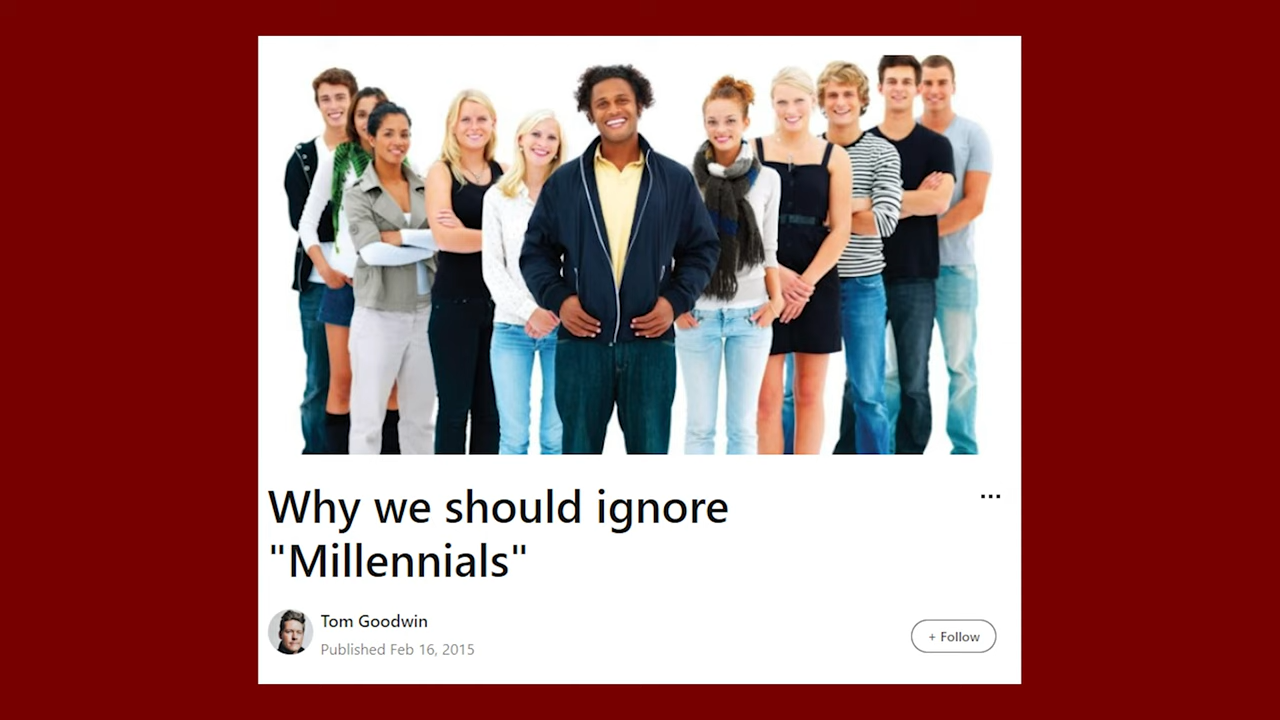 Why we should ignore
"Millennials"
...
Tom Goodwin
Published Feb 16, 2015
+ Follow